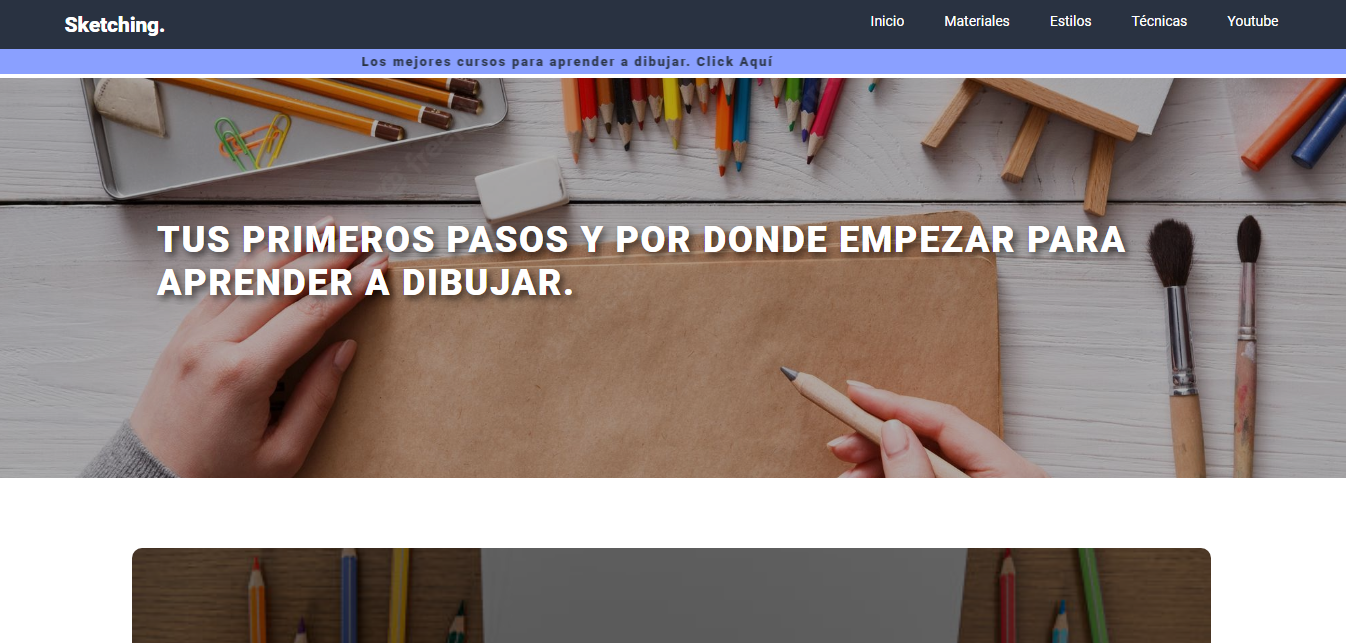 Sketching.
Inicio Materiales Estilos Técnicas Youtube
Los mejores cursos para aprender a dibujar. Click Aquí
TUS PRIMEROS PASOS Y POR DONDE EMPEZAR PARA
APRENDER A DIBUJAR.